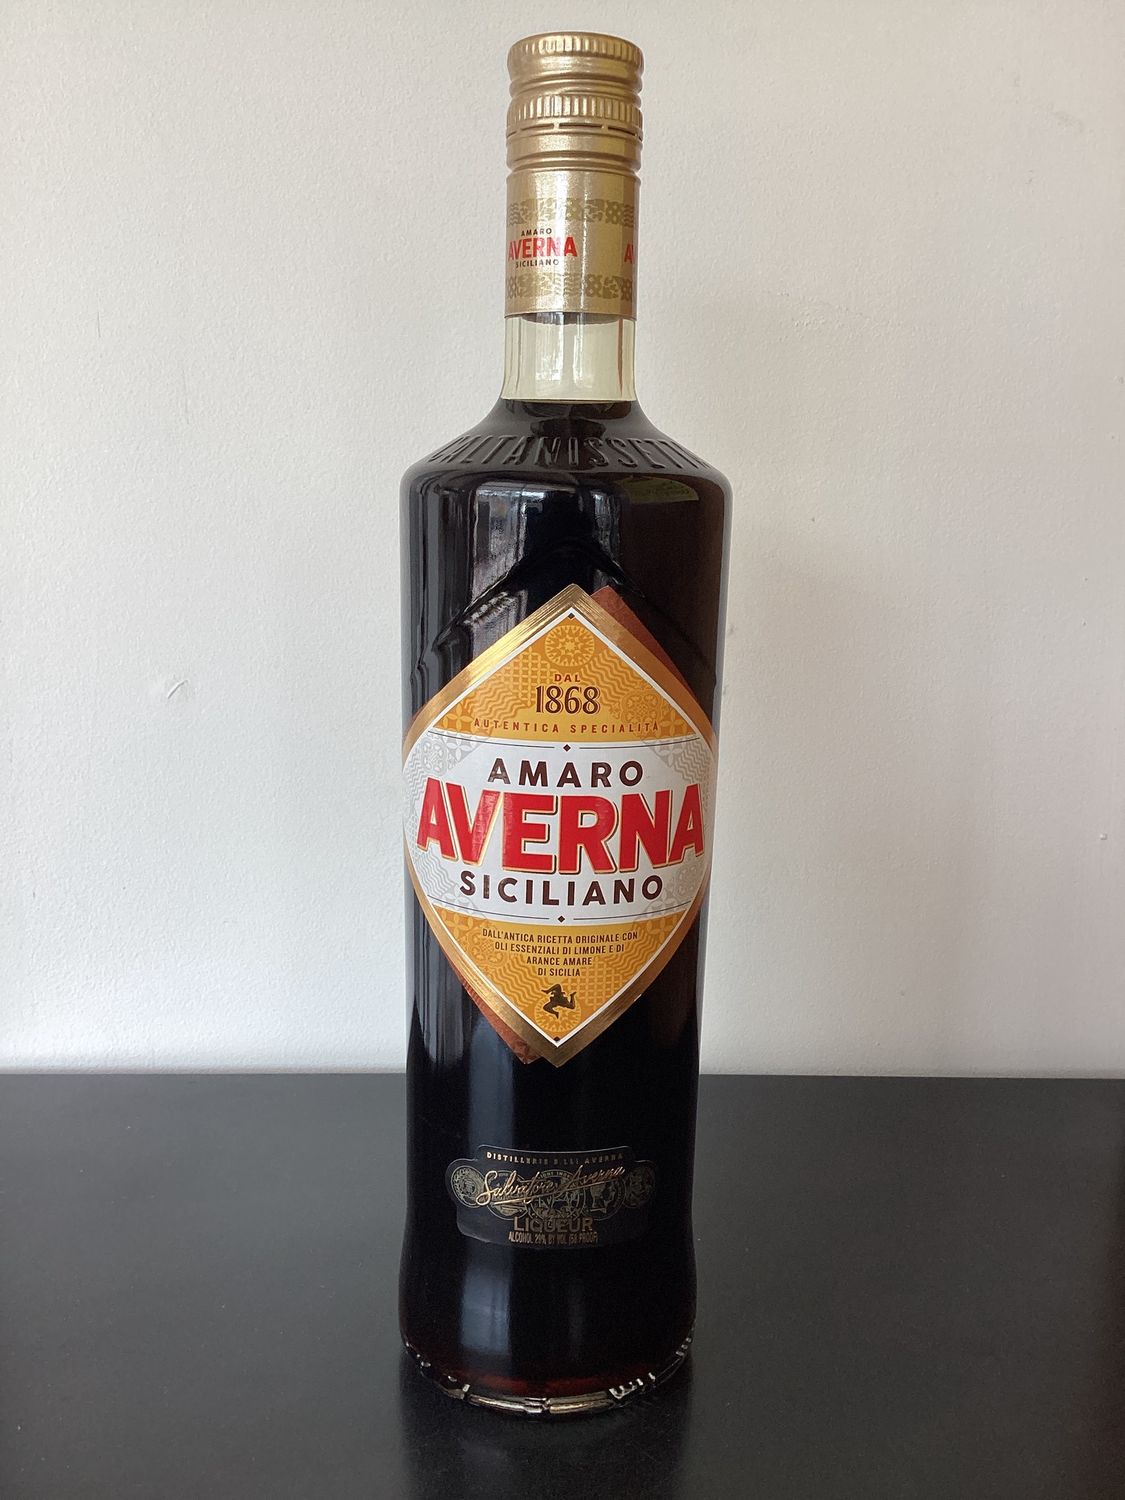 AMARO
AVERNA
SICILIANO
CALTANISSETTA
DAL
1868
AUTENTICA SPECIALITÀ
AMARO
AVERNA
SICILIANO
DALL'ANTICA RICETTA ORIGINALE CON
OLI ESSENZIALI DI LIMONE E DI
ARANCE AMARE
DI SICILIA
DISTILLERIE F.LLI AVERNA
Salvatore Averna
LIQUEUR
ALCOHOL 29% BY VOL (58 PROOF)